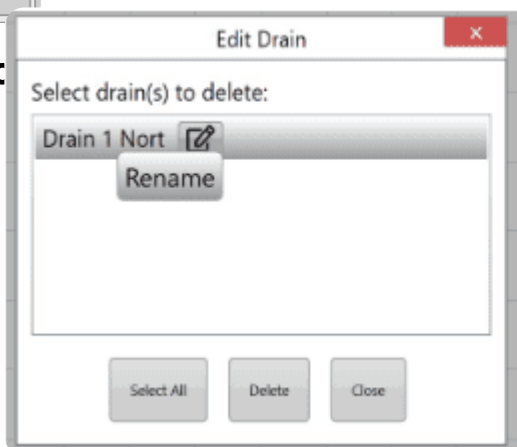 Edit Drain
Select drain(s) to delete:
Drain 1 Nort
Rename
Select All Delete Close